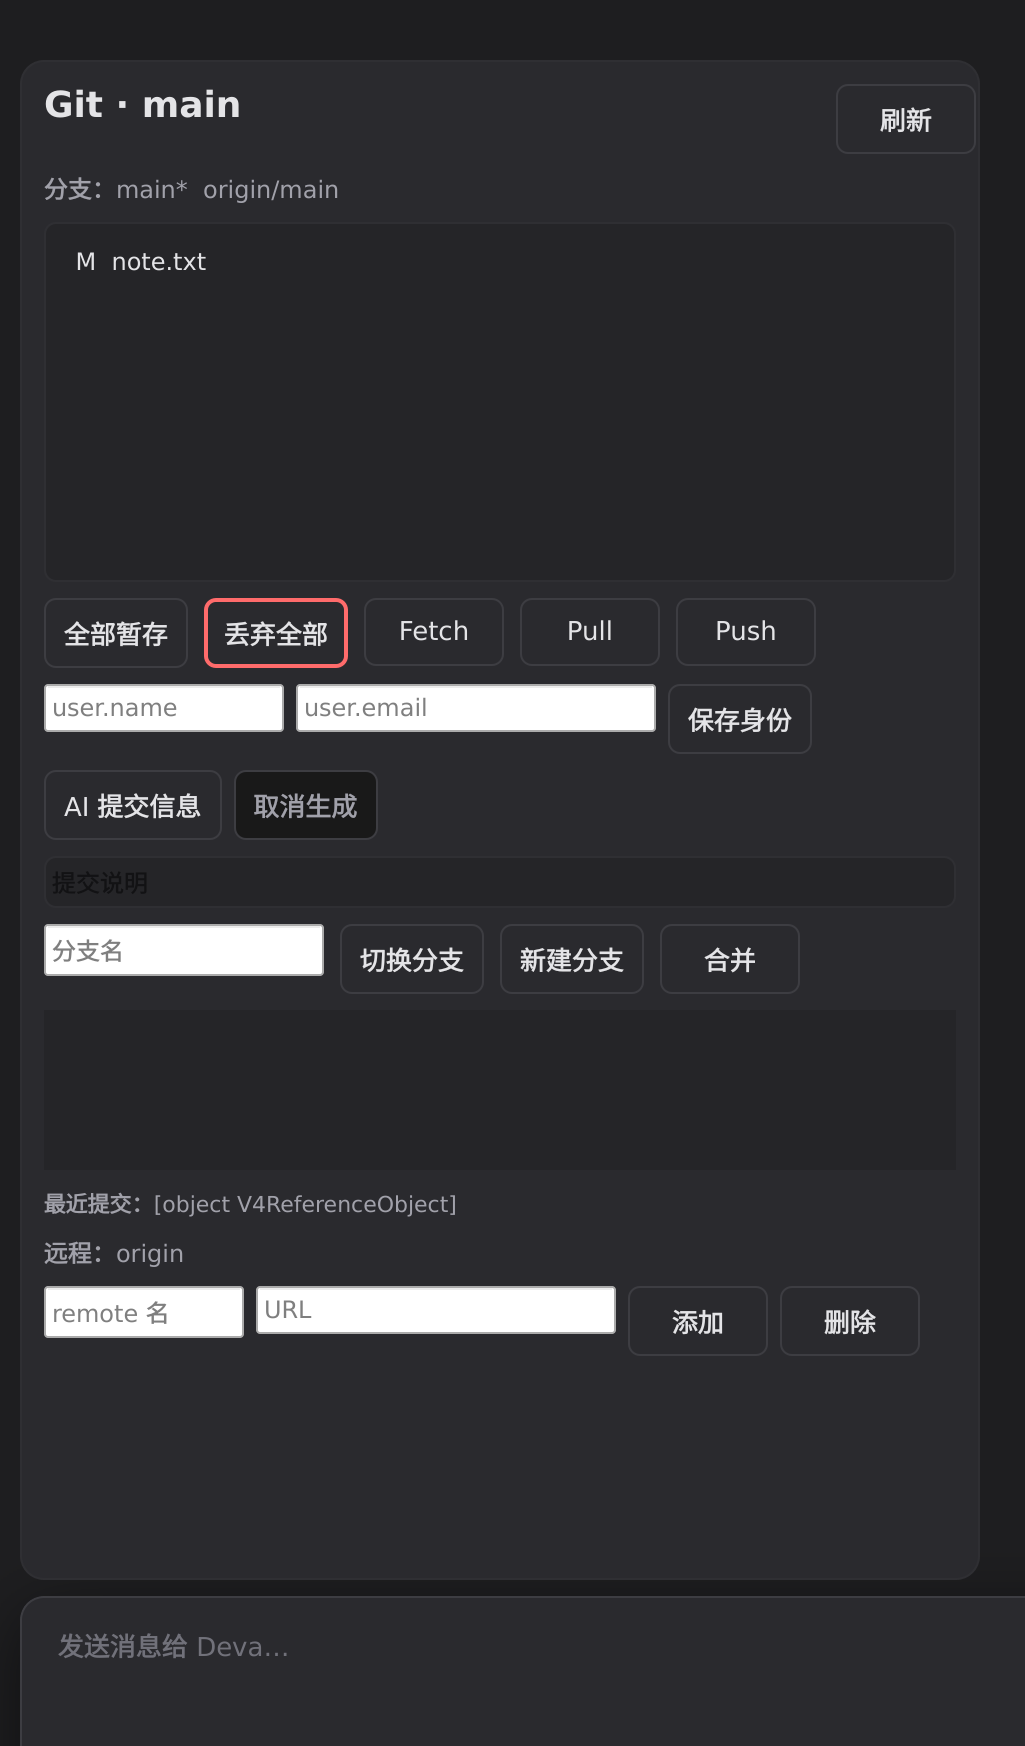 Git · main
刷新
分支：main*  origin/main
M  note.txt
全部暂存
丢弃全部
Fetch
Pull
Push
user.name
user.email
保存身份
AI 提交信息
取消生成
提交说明
分支名
切换分支
新建分支
合并
最近提交：[object V4ReferenceObject]
远程：origin
remote 名
URL
添加
删除
发送消息给 Deva...